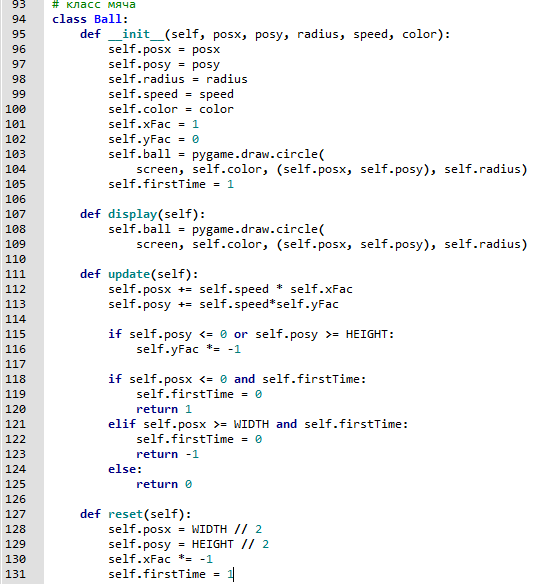 93 # класс мяча
94 class Ball:
95     def __init__(self, posx, posy, radius, speed, color):
96         self.posx = posx
97         self.posy = posy
98         self.radius = radius
99         self.speed = speed
100         self.color = color
101         self.xFac = 1
102         self.yFac = 0
103         self.ball = pygame.draw.circle(
104             screen, self.color, (self.posx, self.posy), self.radius)
105         self.firstTime = 1
106
107     def display(self):
108         self.ball = pygame.draw.circle(
109             screen, self.color, (self.posx, self.posy), self.radius)
110
111     def update(self):
112         self.posx += self.speed * self.xFac
113         self.posy += self.speed*self.yFac
114
115         if self.posy <= 0 or self.posy >= HEIGHT:
116             self.yFac *= -1
117
118         if self.posx <= 0 and self.firstTime:
119             self.firstTime = 0
120             return 1
121         elif self.posx >= WIDTH and self.firstTime:
122             self.firstTime = 0
123             return -1
124         else:
125             return 0
126
127     def reset(self):
128         self.posx = WIDTH // 2
129         self.posy = HEIGHT // 2
130         self.xFac *= -1
131         self.firstTime = 1